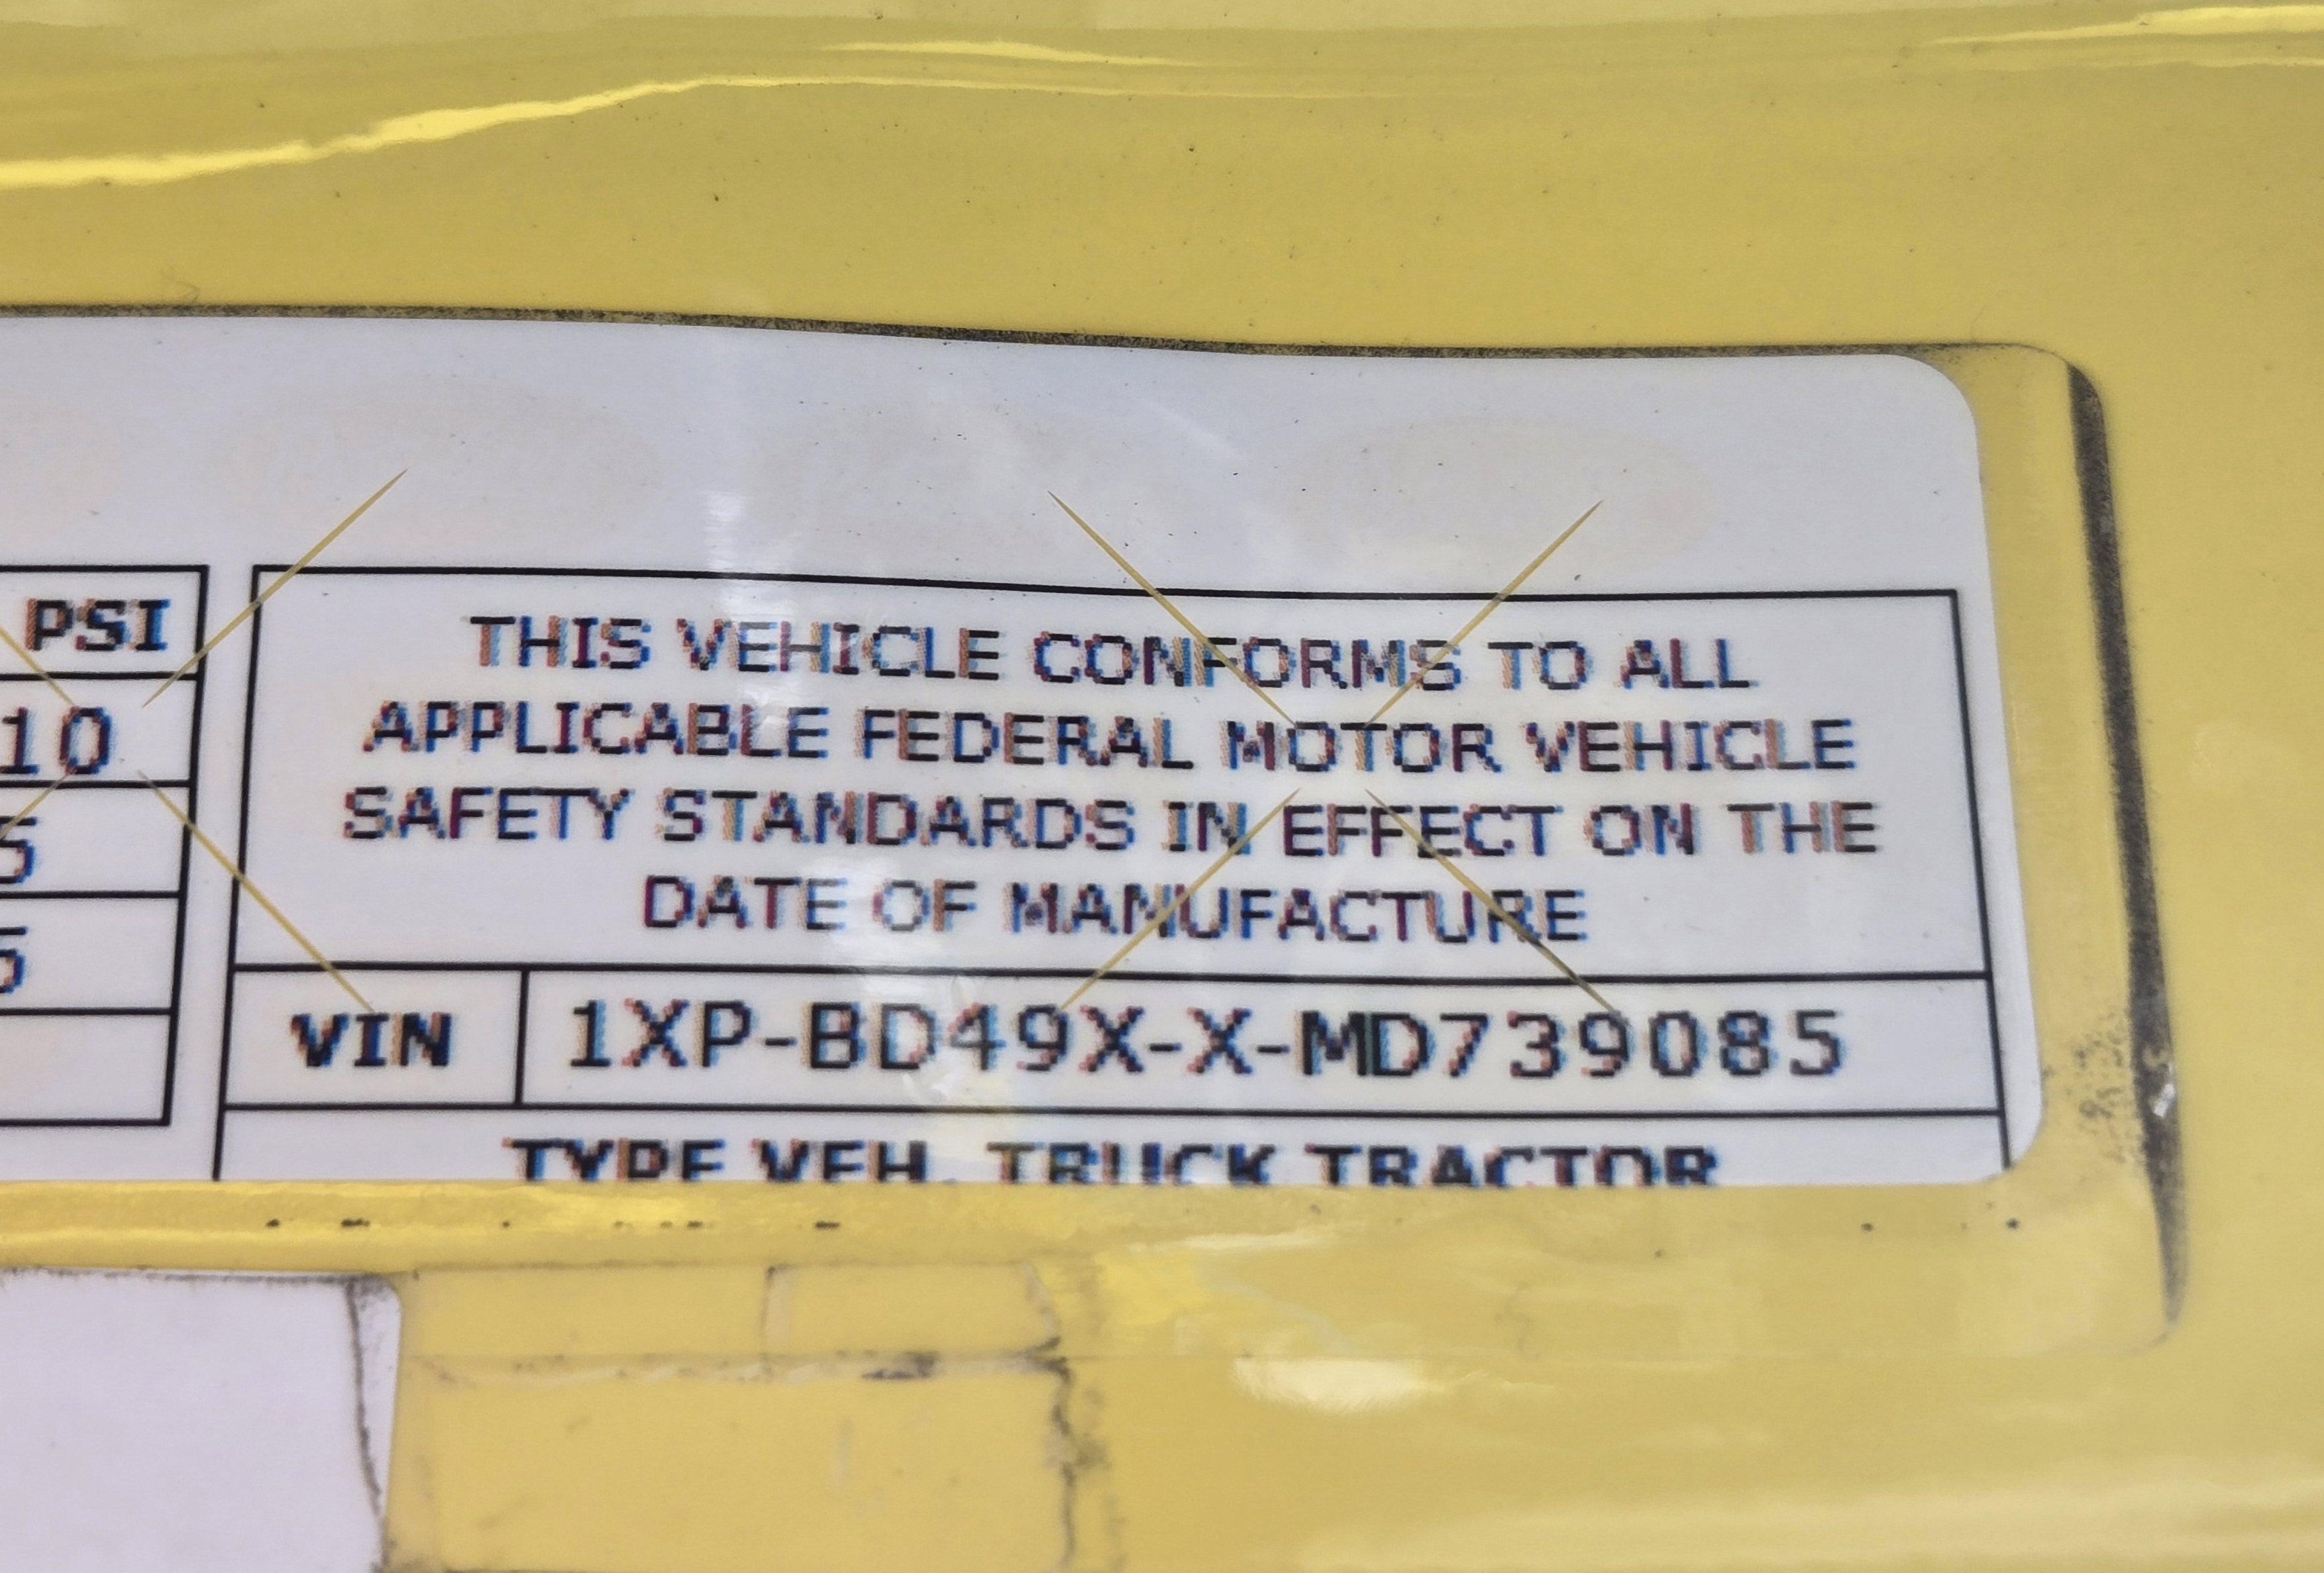 PSI
10
5
5
THIS VEHICLE CONFORMS TO ALL
APPLICABLE FEDERAL MOTOR VEHICLE
SAFETY STANDARDS IN EFFECT ON THE
DATE OF MANUFACTURE
VIN 1XP-BD49X-X-MD739085
TYPE VEH. TRUCK TRACTOR